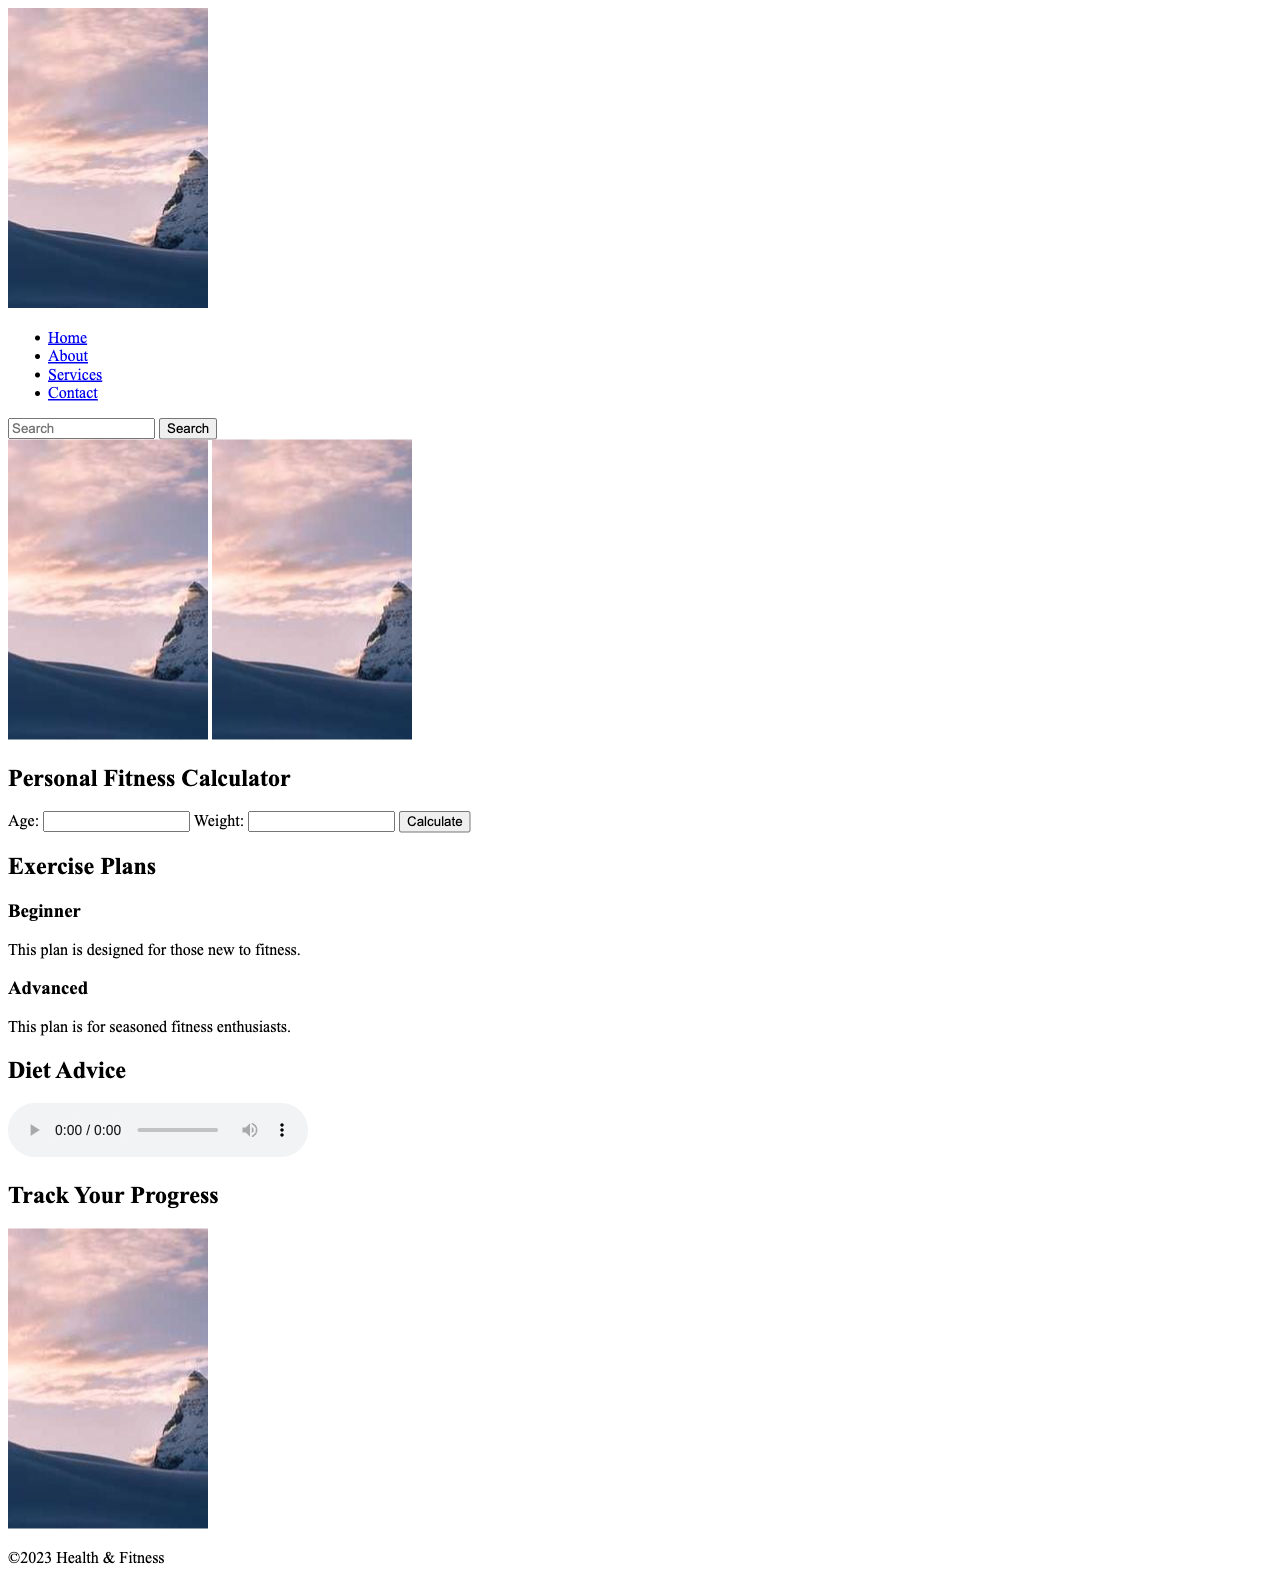 Home
About
Services
Contact
Search Search
Personal Fitness Calculator
Age: Weight: Calculate
Exercise Plans
Beginner
This plan is designed for those new to fitness.
Advanced
This plan is for seasoned fitness enthusiasts.
Diet Advice
0:00 / 0:00
Track Your Progress
©2023 Health & Fitness